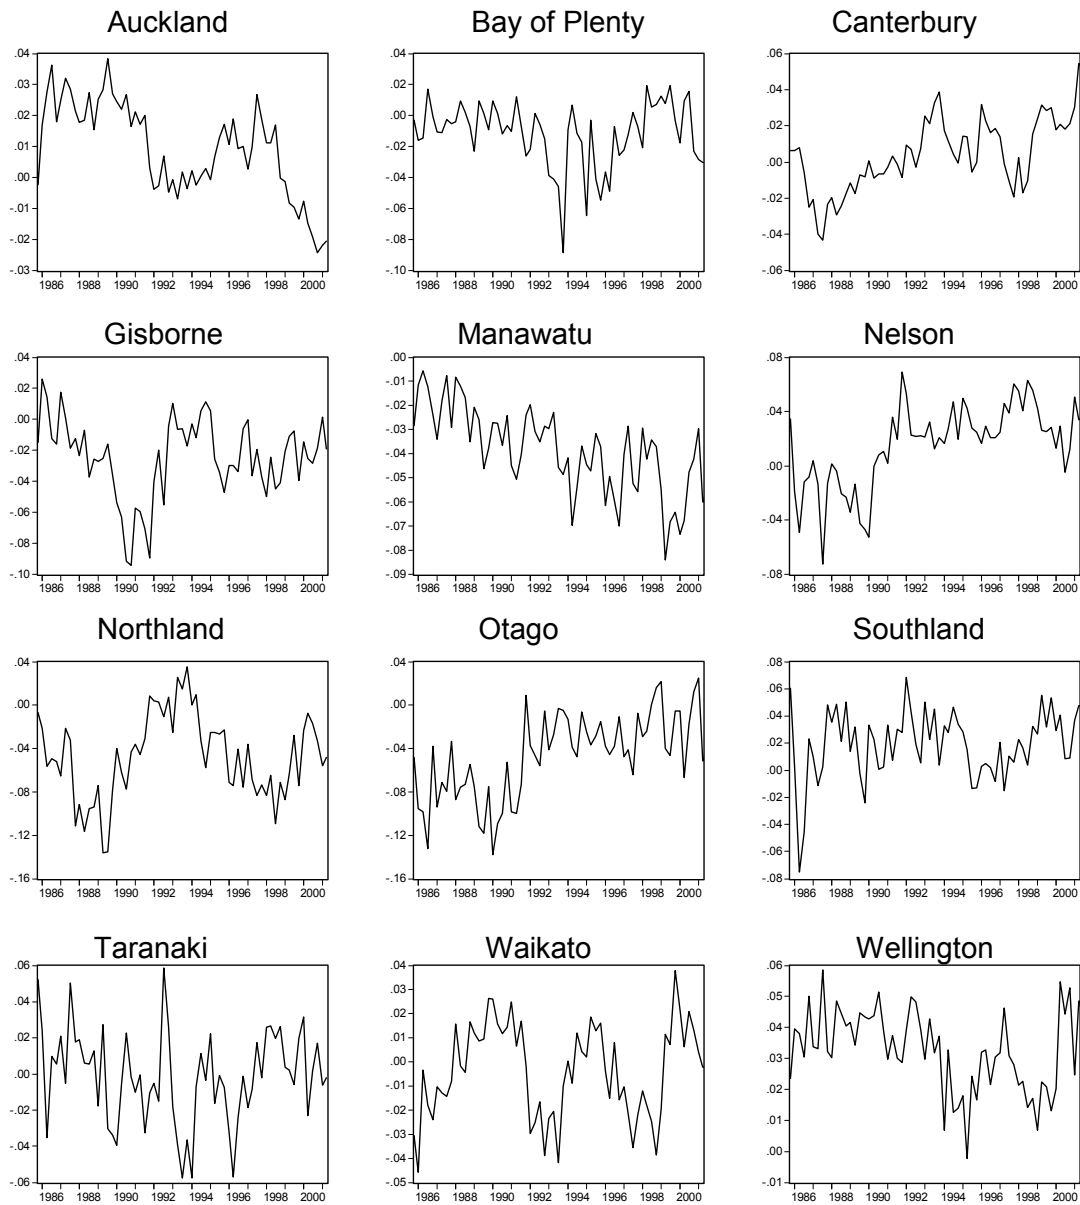 Auckland Bay of Plenty Canterbury
.04 .04 .06
.03 .02 .04
.02 .00 .02
.01 -.02 .00
.00 -.04 -.02
-.01 -.06 -.04
-.02 -.08 -.06
-.03 -.10
1986 1988 1990 1992 1994 1996 1998 2000 1986 1988 1990 1992 1994 1996 1998 2000 1986 1988 1990 1992 1994 1996 1998 2000
Gisborne Manawatu Nelson
.04 .00 .08
.02 -.01 .04
.00 -.02 .00
-.02 -.03 -.04
-.04 -.04 -.08
-.06 -.05
-.08 -.06
-.10 -.07
-.08
-.09
1986 1988 1990 1992 1994 1996 1998 2000 1986 1988 1990 1992 1994 1996 1998 2000 1986 1988 1990 1992 1994 1996 1998 2000
Northland Otago Southland
.04 .04 .08
.00 .00 .06
-.04 -.04 .04
-.08 -.08 .02
-.12 -.12 .00
-.16 -.16 -.02
-.04
-.06
-.08
1986 1988 1990 1992 1994 1996 1998 2000 1986 1988 1990 1992 1994 1996 1998 2000 1986 1988 1990 1992 1994 1996 1998 2000
Taranaki Waikato Wellington
.06 .04 .06
.04 .03 .05
.02 .02 .04
.00 .01 .03
-.02 .00 .02
-.04 -.01 .01
-.06 -.02 .00
-.03 -.01
-.04
-.05
1986 1988 1990 1992 1994 1996 1998 2000 1986 1988 1990 1992 1994 1996 1998 2000 1986 1988 1990 1992 1994 1996 1998 2000